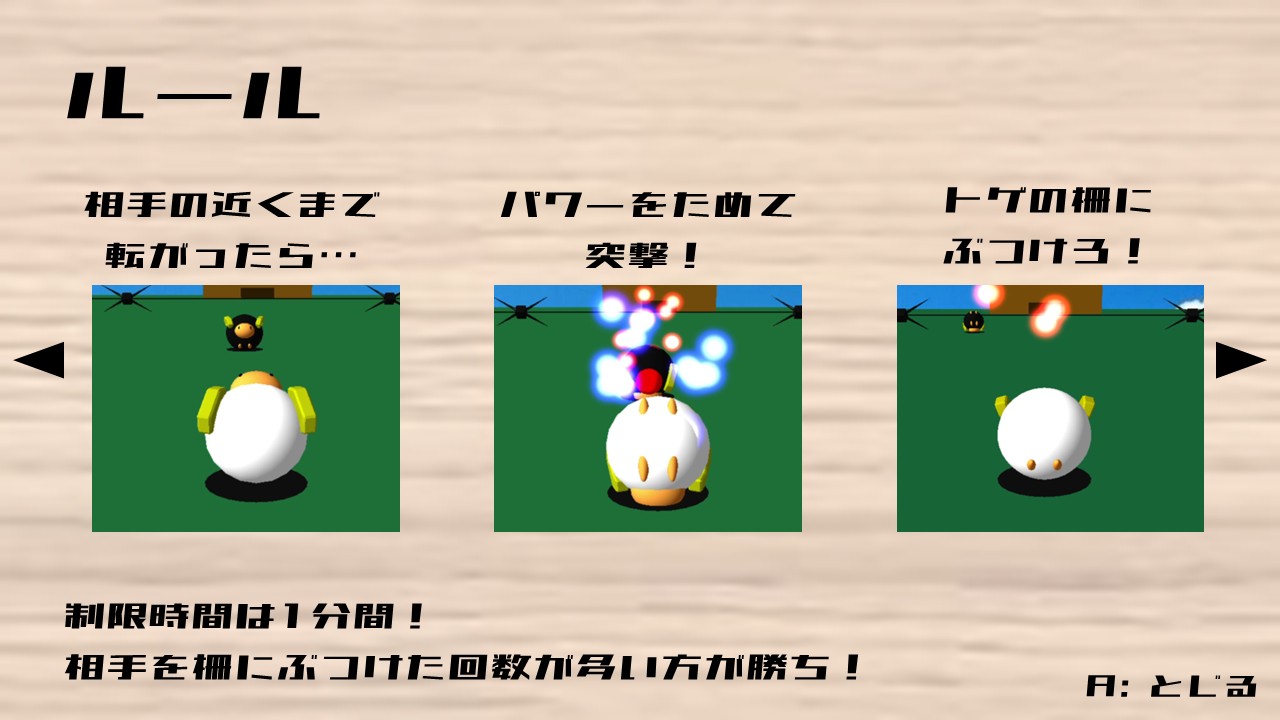 ルール
相手の近くまで
転がったら…
パワーをためて
突撃！
トゲの柵に
ぶつけろ！
制限時間は1分間！
相手を柵にぶつけた回数が多い方が勝ち！
A: とじる